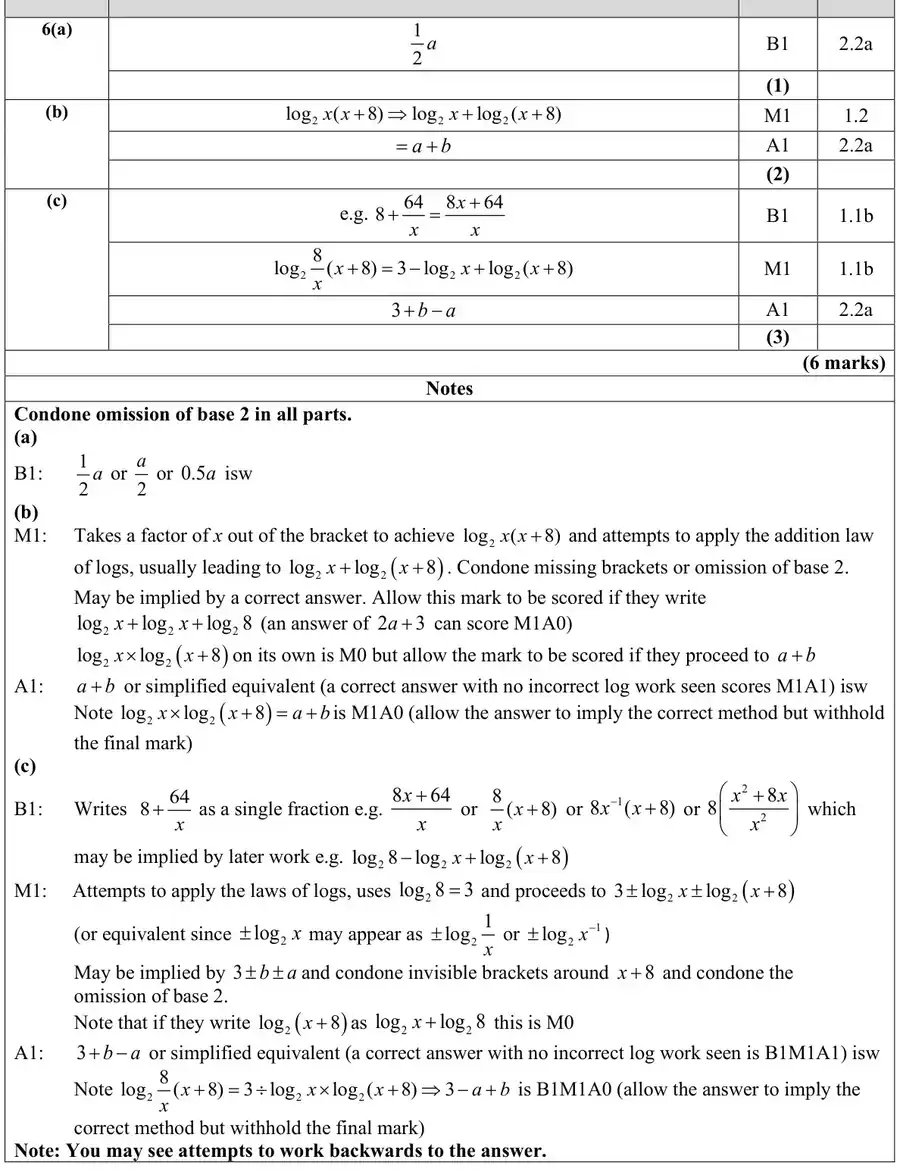 6(a) 1/2 a B1 2.2a
(1)
(b) log₂ x(x + 8) ⇒ log₂ x + log₂ (x + 8) M1 1.2
= a + b A1 2.2a
(2)
(c) e.g. 8 + 64/x = (8x + 64)/x B1 1.1b
log₂ 8/x (x + 8) = 3 − log₂ x + log₂ (x + 8) M1 1.1b
3 + b − a A1 2.2a
(3)
(6 marks)
Notes
Condone omission of base 2 in all parts.
(a)
B1: 1/2 a or a/2 or 0.5a isw
(b)
M1: Takes a factor of x out of the bracket to achieve log₂ x(x + 8) and attempts to apply the addition law
of logs, usually leading to log₂ x + log₂ (x + 8). Condone missing brackets or omission of base 2.
May be implied by a correct answer. Allow this mark to be scored if they write
log₂ x + log₂ x + log₂ 8 (an answer of 2a + 3 can score M1A0)
log₂ x × log₂ (x + 8) on its own is M0 but allow the mark to be scored if they proceed to a + b
A1: a + b or simplified equivalent (a correct answer with no incorrect log work seen scores M1A1) isw
Note log₂ x × log₂ (x + 8) = a + b is M1A0 (allow the answer to imply the correct method but withhold
the final mark)
(c)
B1: Writes 8 + 64/x as a single fraction e.g. (8x + 64)/x or 8/x (x + 8) or 8x⁻¹(x + 8) or 8((x² + 8x)/x²) which
may be implied by later work e.g. log₂ 8 − log₂ x + log₂ (x + 8)
M1: Attempts to apply the laws of logs, uses log₂ 8 = 3 and proceeds to 3 ± log₂ x ± log₂ (x + 8)
(or equivalent since ± log₂ x may appear as ± log₂ 1/x or ± log₂ x⁻¹)
May be implied by 3 ± b ± a and condone invisible brackets around x + 8 and condone the
omission of base 2.
Note that if they write log₂ (x + 8) as log₂ x + log₂ 8 this is M0
A1: 3 + b − a or simplified equivalent (a correct answer with no incorrect log work seen is B1M1A1) isw
Note log₂ 8/x (x + 8) = 3 ÷ log₂ x × log₂ (x + 8) ⇒ 3 − a + b is B1M1A0 (allow the answer to imply the
correct method but withhold the final mark)
Note: You may see attempts to work backwards to the answer.